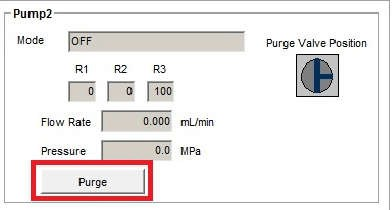 Pump2
Mode OFF
Purge Valve Position
R1 R2 R3
0 0 100
Flow Rate 0.000 mL/min
Pressure 0.0 MPa
Purge